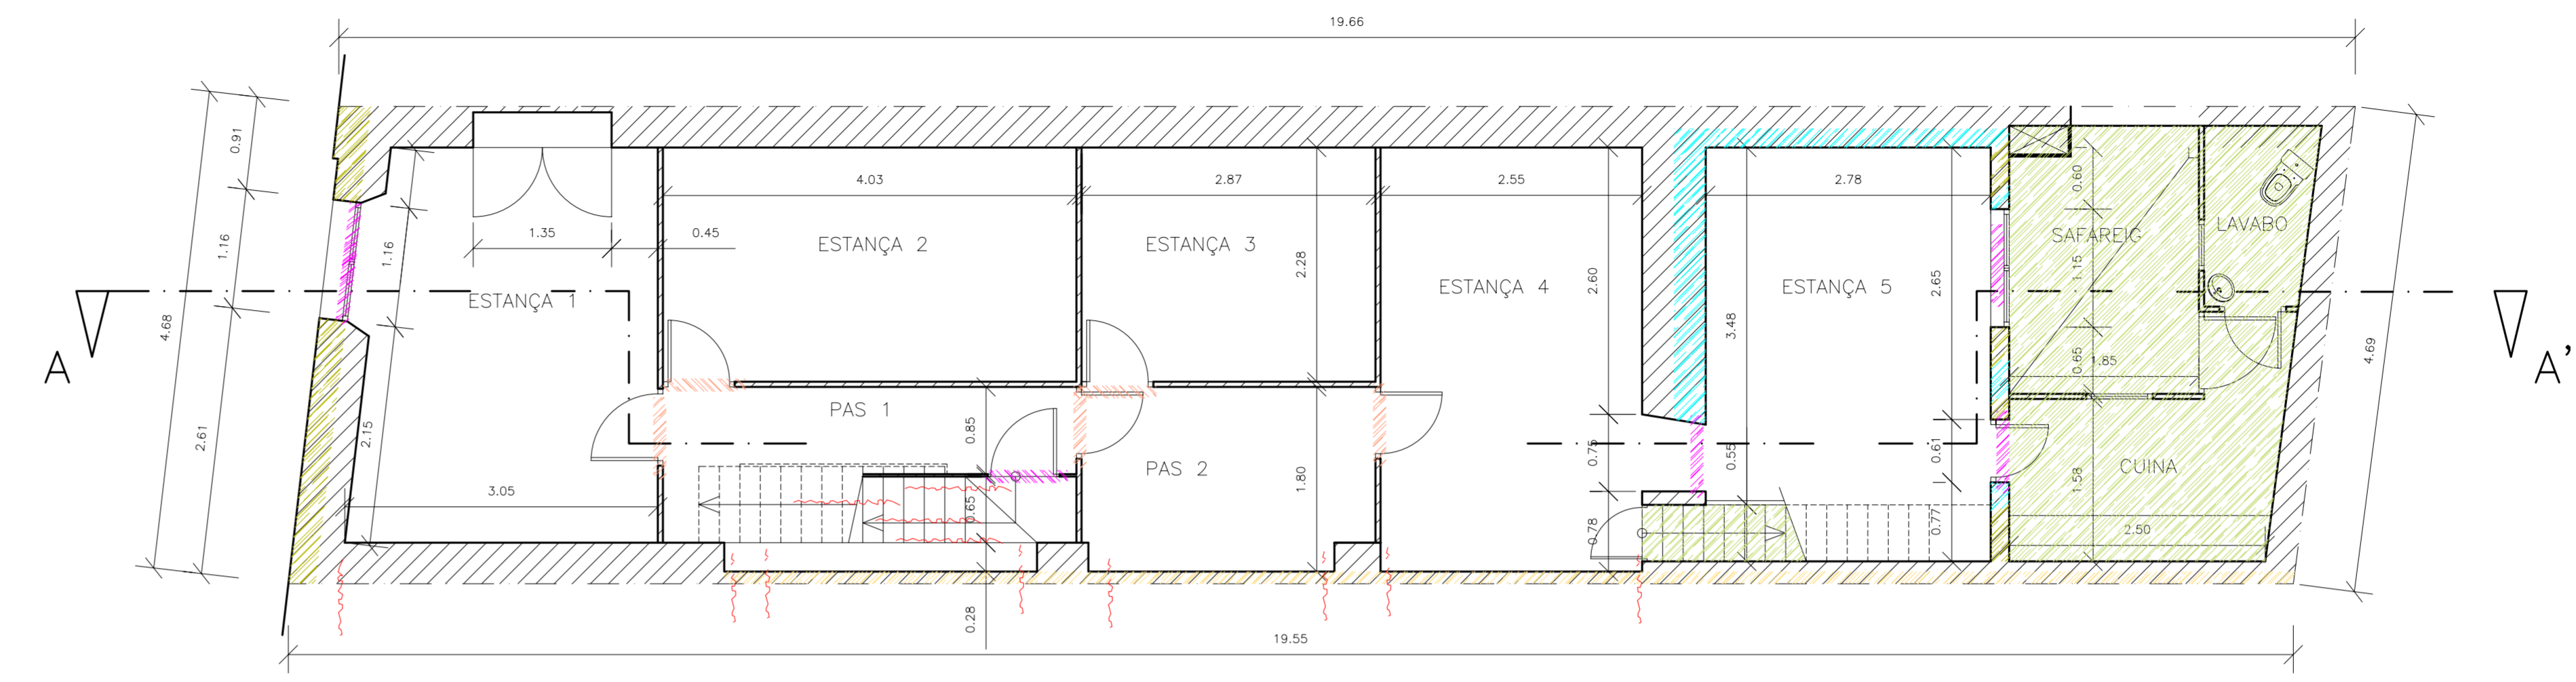 19.66
0.91
4.03
2.87
2.55
2.78
0.60
1.35
0.45
1.16
1.16
ESTANÇA 2
ESTANÇA 3
2.28
ESTANÇA 4
2.60
ESTANÇA 5
2.65
SAFAREIG
LAVABO
1.15
ESTANÇA 1
4.68
3.48
0.65
1.85
4.69
A
A'
2.61
2.15
PAS 1
0.85
PAS 2
1.80
0.75
0.55
0.61
1.58
CUINA
3.05
0.65
0.78
0.77
2.50
0.28
19.55